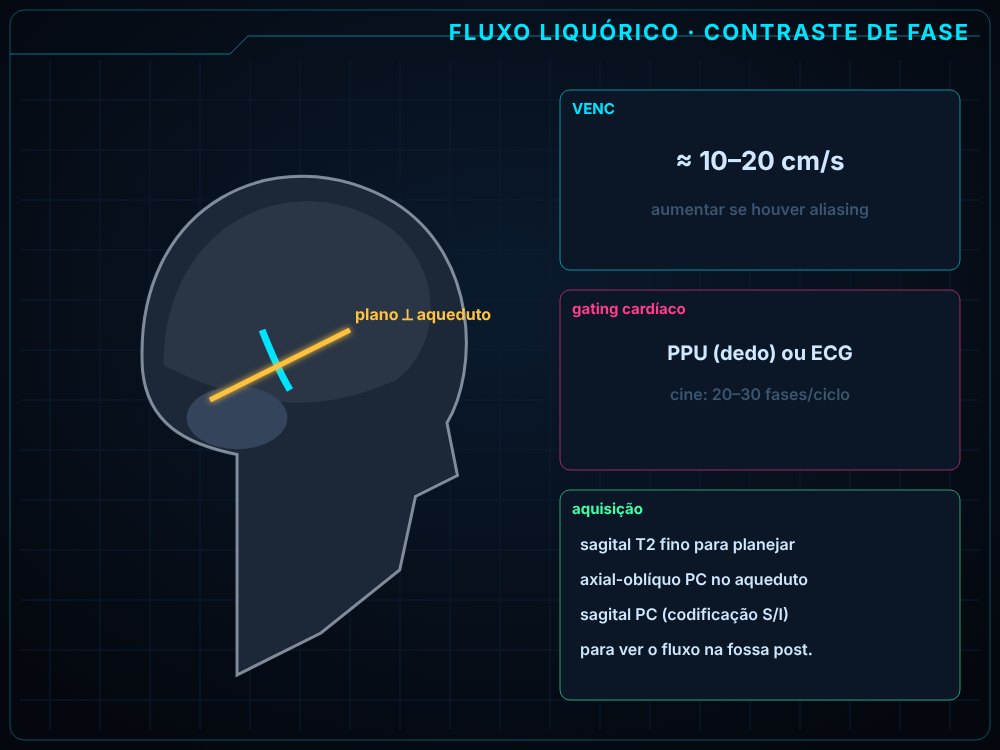 FLUXO LIQUÓRICO · CONTRASTE DE FASE
VENC
≈ 10–20 cm/s
aumentar se houver aliasing
plano ⊥ aqueduto
gating cardíaco
PPU (dedo) ou ECG
cine: 20–30 fases/ciclo
aquisição
sagital T2 fino para planejar
axial-oblíquo PC no aqueduto
sagital PC (codificação S/I)
para ver o fluxo na fossa post.